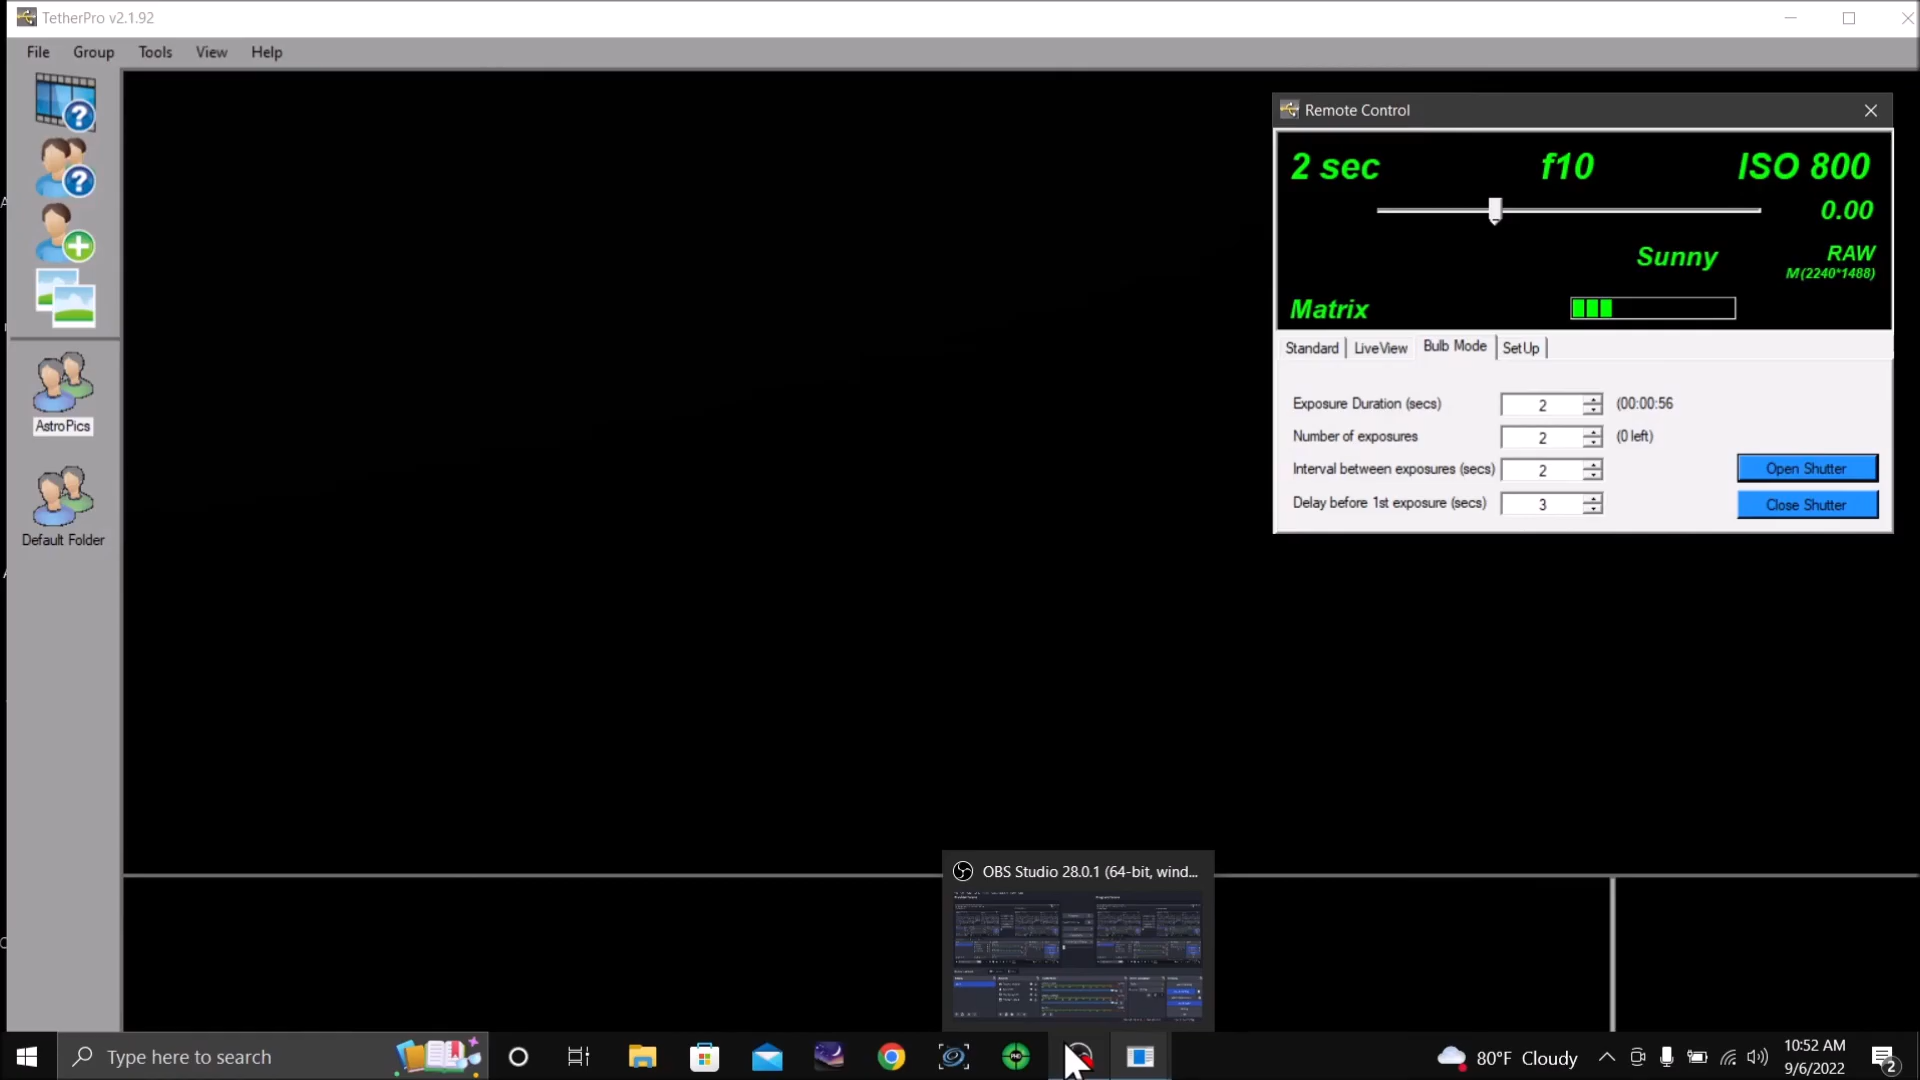 TetherPro v2.1.92
File Group Tools View Help
Remote Control
2 sec f10 ISO 800
0.00
Sunny RAW
M(2240*1488)
Matrix
Standard LiveView Bulb Mode SetUp
Exposure Duration (secs) 2 (00:00:56
Number of exposures 2 (0 left)
Interval between exposures (secs) 2 Open Shutter
Delay before 1st exposure (secs) 3 Close Shutter
AstroPics
Default Folder
OBS Studio 28.0.1 (64-bit, wind...
Type here to search
PHD
80°F Cloudy
10:52 AM
9/6/2022
2